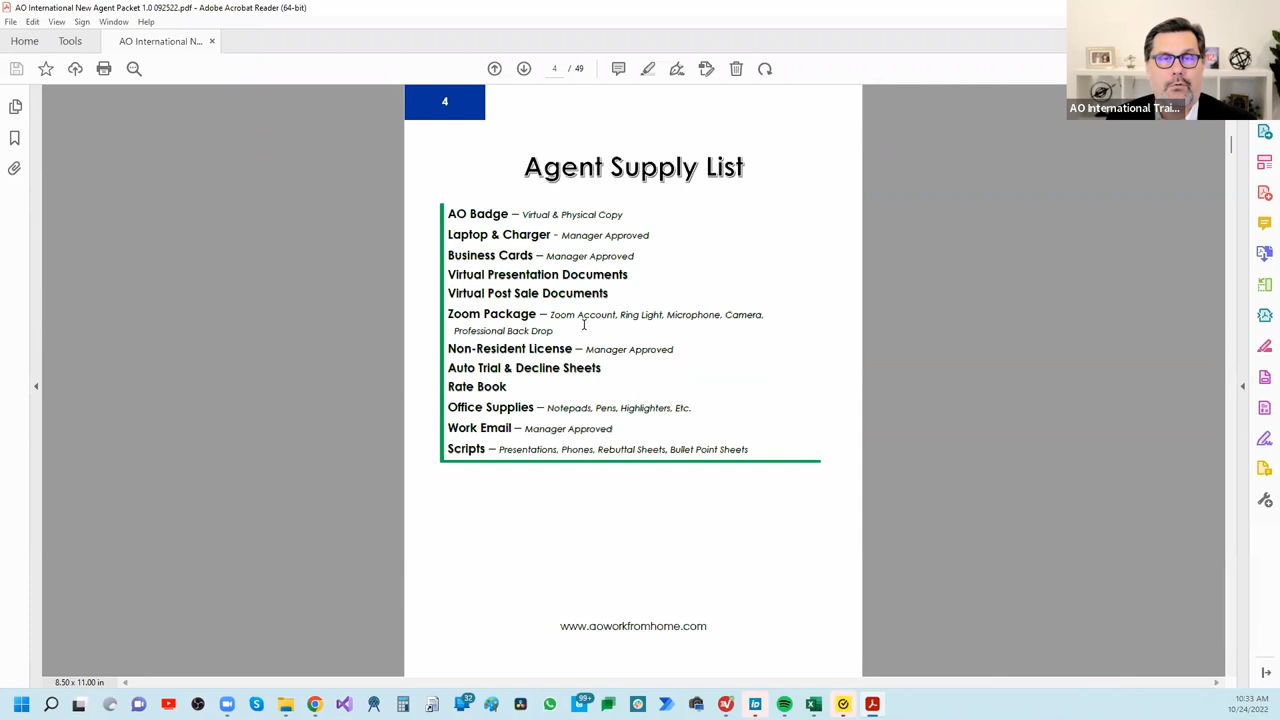 AO International New Agent Packet 1.0 092522.pdf - Adobe Acrobat Reader (64-bit)
File Edit View Sign Window Help
Home Tools AO International N... ×
4 / 49
AO International Trai...
4
Agent Supply List
AO Badge – Virtual & Physical Copy
Laptop & Charger - Manager Approved
Business Cards – Manager Approved
Virtual Presentation Documents
Virtual Post Sale Documents
Zoom Package – Zoom Account, Ring Light, Microphone, Camera,
Professional Back Drop
Non-Resident License – Manager Approved
Auto Trial & Decline Sheets
Rate Book
Office Supplies – Notepads, Pens, Highlighters, Etc.
Work Email – Manager Approved
Scripts – Presentations, Phones, Rebuttal Sheets, Bullet Point Sheets
www.aoworkfromhome.com
8.50 x 11.00 in
32
99+
10:33 AM
10/24/2022